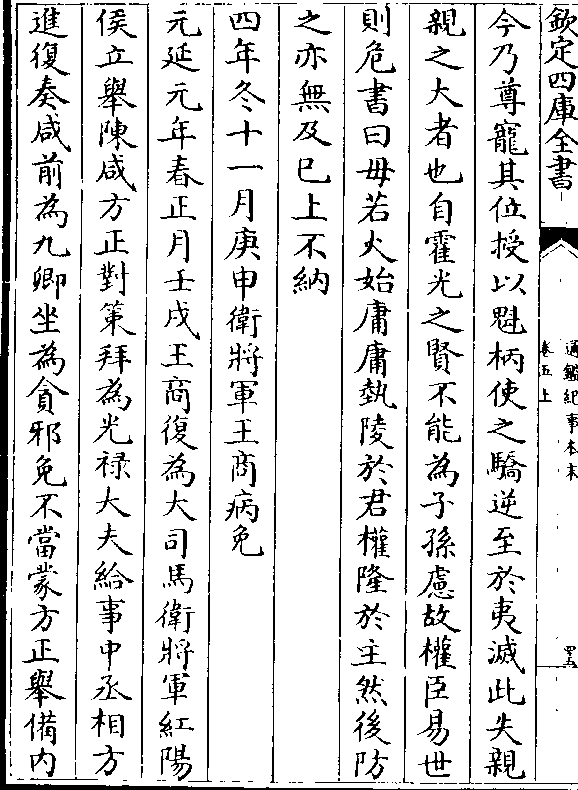 欽定四庫全書
通鑑紀事本末
卷五上
四五
今乃尊寵其位授以魁柄使之驕逆至於夷滅此失親
親之大者也自霍光之賢不能為子孫慮故權臣易世
則危書曰毋若火始庸庸埶陵於君權隆於主然後防
之亦無及已上不納
四年冬十一月庚申衛將軍王商病免
元延元年春正月壬戌王商復為大司馬衛將軍紅陽
侯立舉陳咸方正對策拜為光禄大夫給事中丞相方
進復奏咸前為九卿坐為貪邪免不當蒙方正舉備内